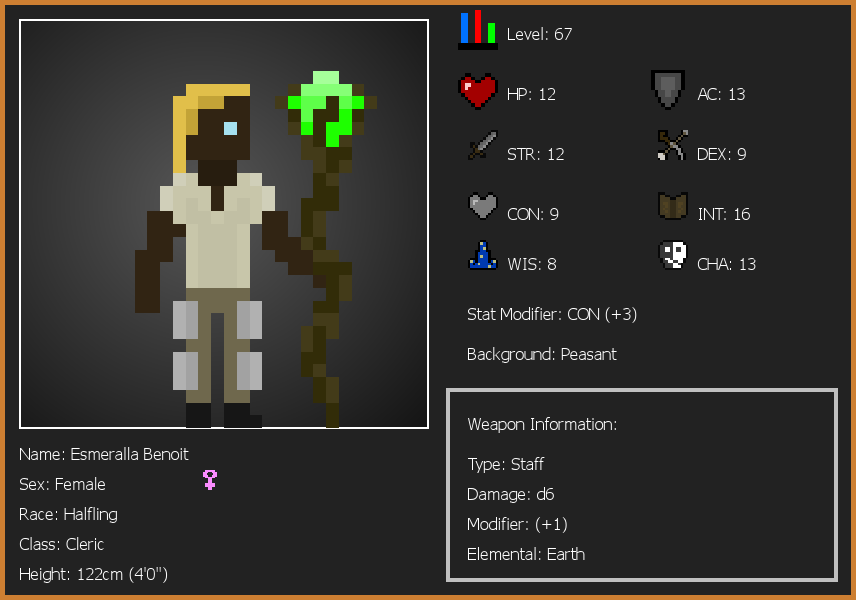 Level: 67
HP: 12
AC: 13
STR: 12
DEX: 9
CON: 9
INT: 16
WIS: 8
CHA: 13
Stat Modifier: CON (+3)
Background: Peasant
Weapon Information:
Type: Staff
Damage: d6
Modifier: (+1)
Elemental: Earth
Name: Esmeralla Benoit
Sex: Female
Race: Halfling
Class: Cleric
Height: 122cm (4'0")